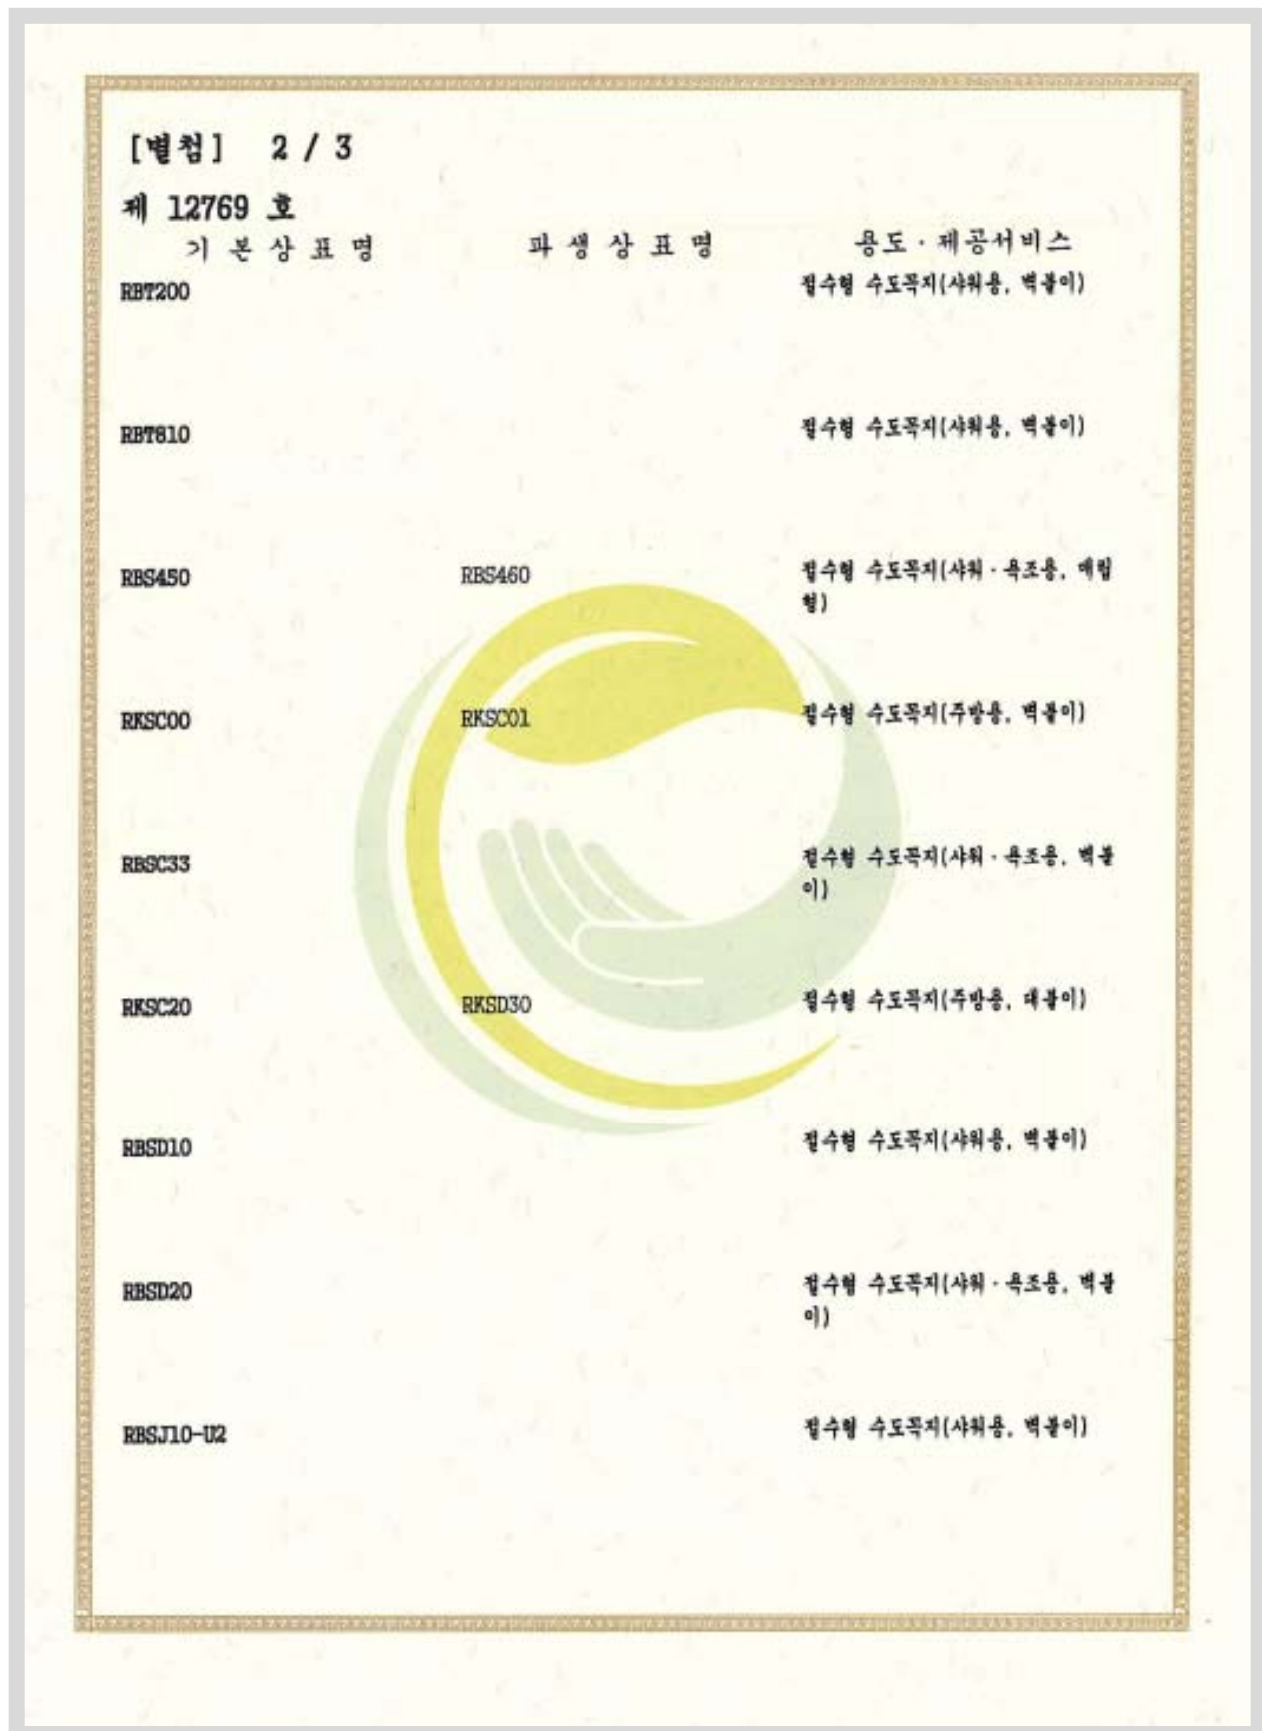 [별첨] 2 / 3
제 12769 호
기 본 상 표 명 파 생 상 표 명 용도·제공서비스
RBT200 절수형 수도꼭지(샤워용, 벽붙이)
RBT810 절수형 수도꼭지(샤워용, 벽붙이)
RBS450 RBS460 절수형 수도꼭지(샤워·욕조용, 매립
형)
RKSC00 RKSC01 절수형 수도꼭지(주방용, 벽붙이)
RBSC33 절수형 수도꼭지(샤워·욕조용, 벽붙
이)
RKSC20 RKSD30 절수형 수도꼭지(주방용, 대붙이)
RBSD10 절수형 수도꼭지(샤워용, 벽붙이)
RBSD20 절수형 수도꼭지(샤워·욕조용, 벽붙
이)
RBSJ10-U2 절수형 수도꼭지(샤워용, 벽붙이)